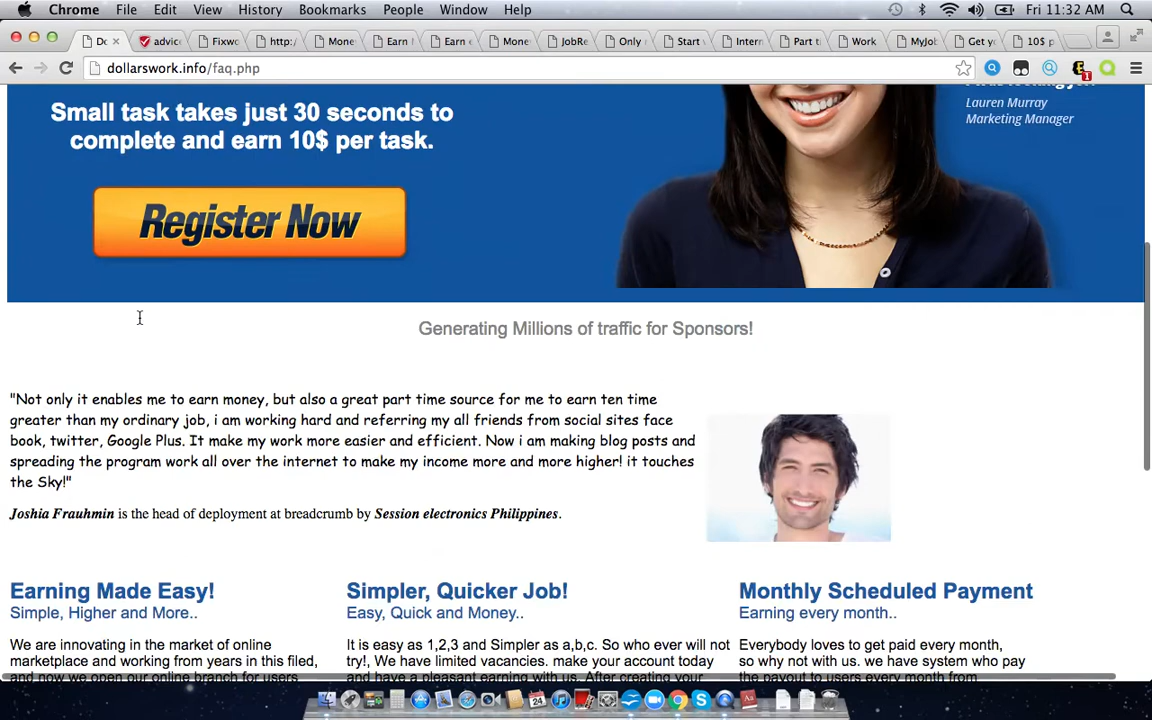 Chrome File Edit View History Bookmarks People Window Help Fri 11:32 AM
Do advice Fixwo http:/ Mone Earn Earn e Mone JobRe Only Start Intern Part t Work MyJob Get y 10$ p
dollarswork.info/faq.php
Small task takes just 30 seconds to
complete and earn 10$ per task.
Register Now
Lauren Murray
Marketing Manager
Generating Millions of traffic for Sponsors!
"Not only it enables me to earn money, but also a great part time source for me to earn ten time
greater than my ordinary job, i am working hard and referring my all friends from social sites face
book, twitter, Google Plus. It make my work more easier and efficient. Now i am making blog posts and
spreading the program work all over the internet to make my income more and more higher! it touches
the Sky!"
Joshia Frauhmin is the head of deployment at breadcrumb by Session electronics Philippines.
Earning Made Easy!
Simple, Higher and More..
We are innovating in the market of online
marketplace and working from years in this filed,
and now we open our online branch for users
Simpler, Quicker Job!
Easy, Quick and Money..
It is easy as 1,2,3 and Simpler as a,b,c. So who ever will not
try!, We have limited vacancies. make your account today
and have a pleasant earning with us. After creating your
Monthly Scheduled Payment
Earning every month..
Everybody loves to get paid every month,
so why not with us. we have system who pay
the payout to users every month from